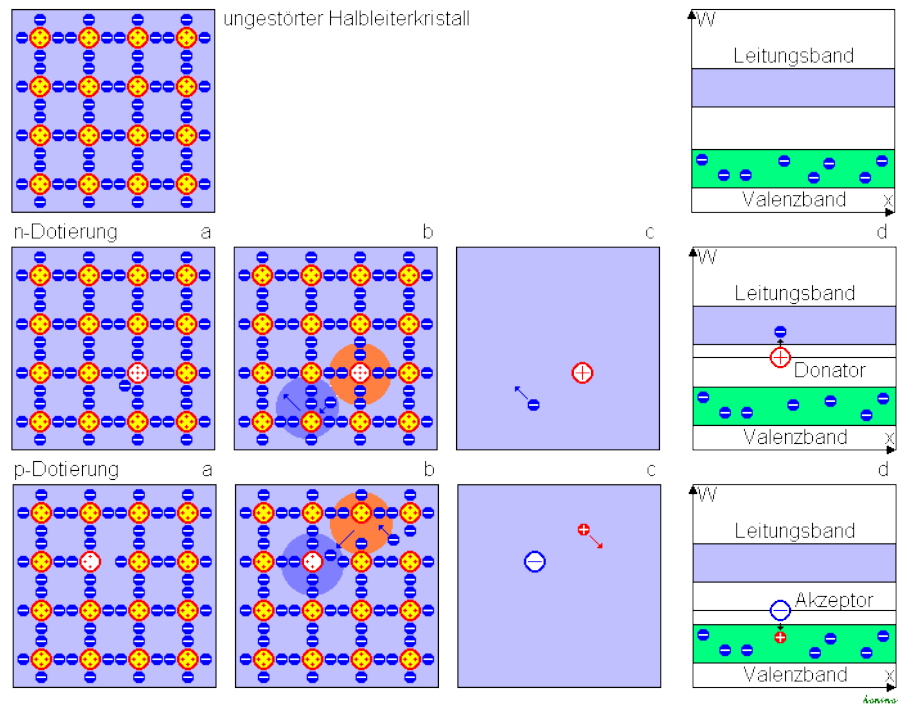 ungestörter Halbleiterkristall
W
Leitungsband
Valenzband
x
n-Dotierung a b c d
W
Leitungsband
Donator
Valenzband
x
p-Dotierung a b c d
W
Leitungsband
Akzeptor
Valenzband
x